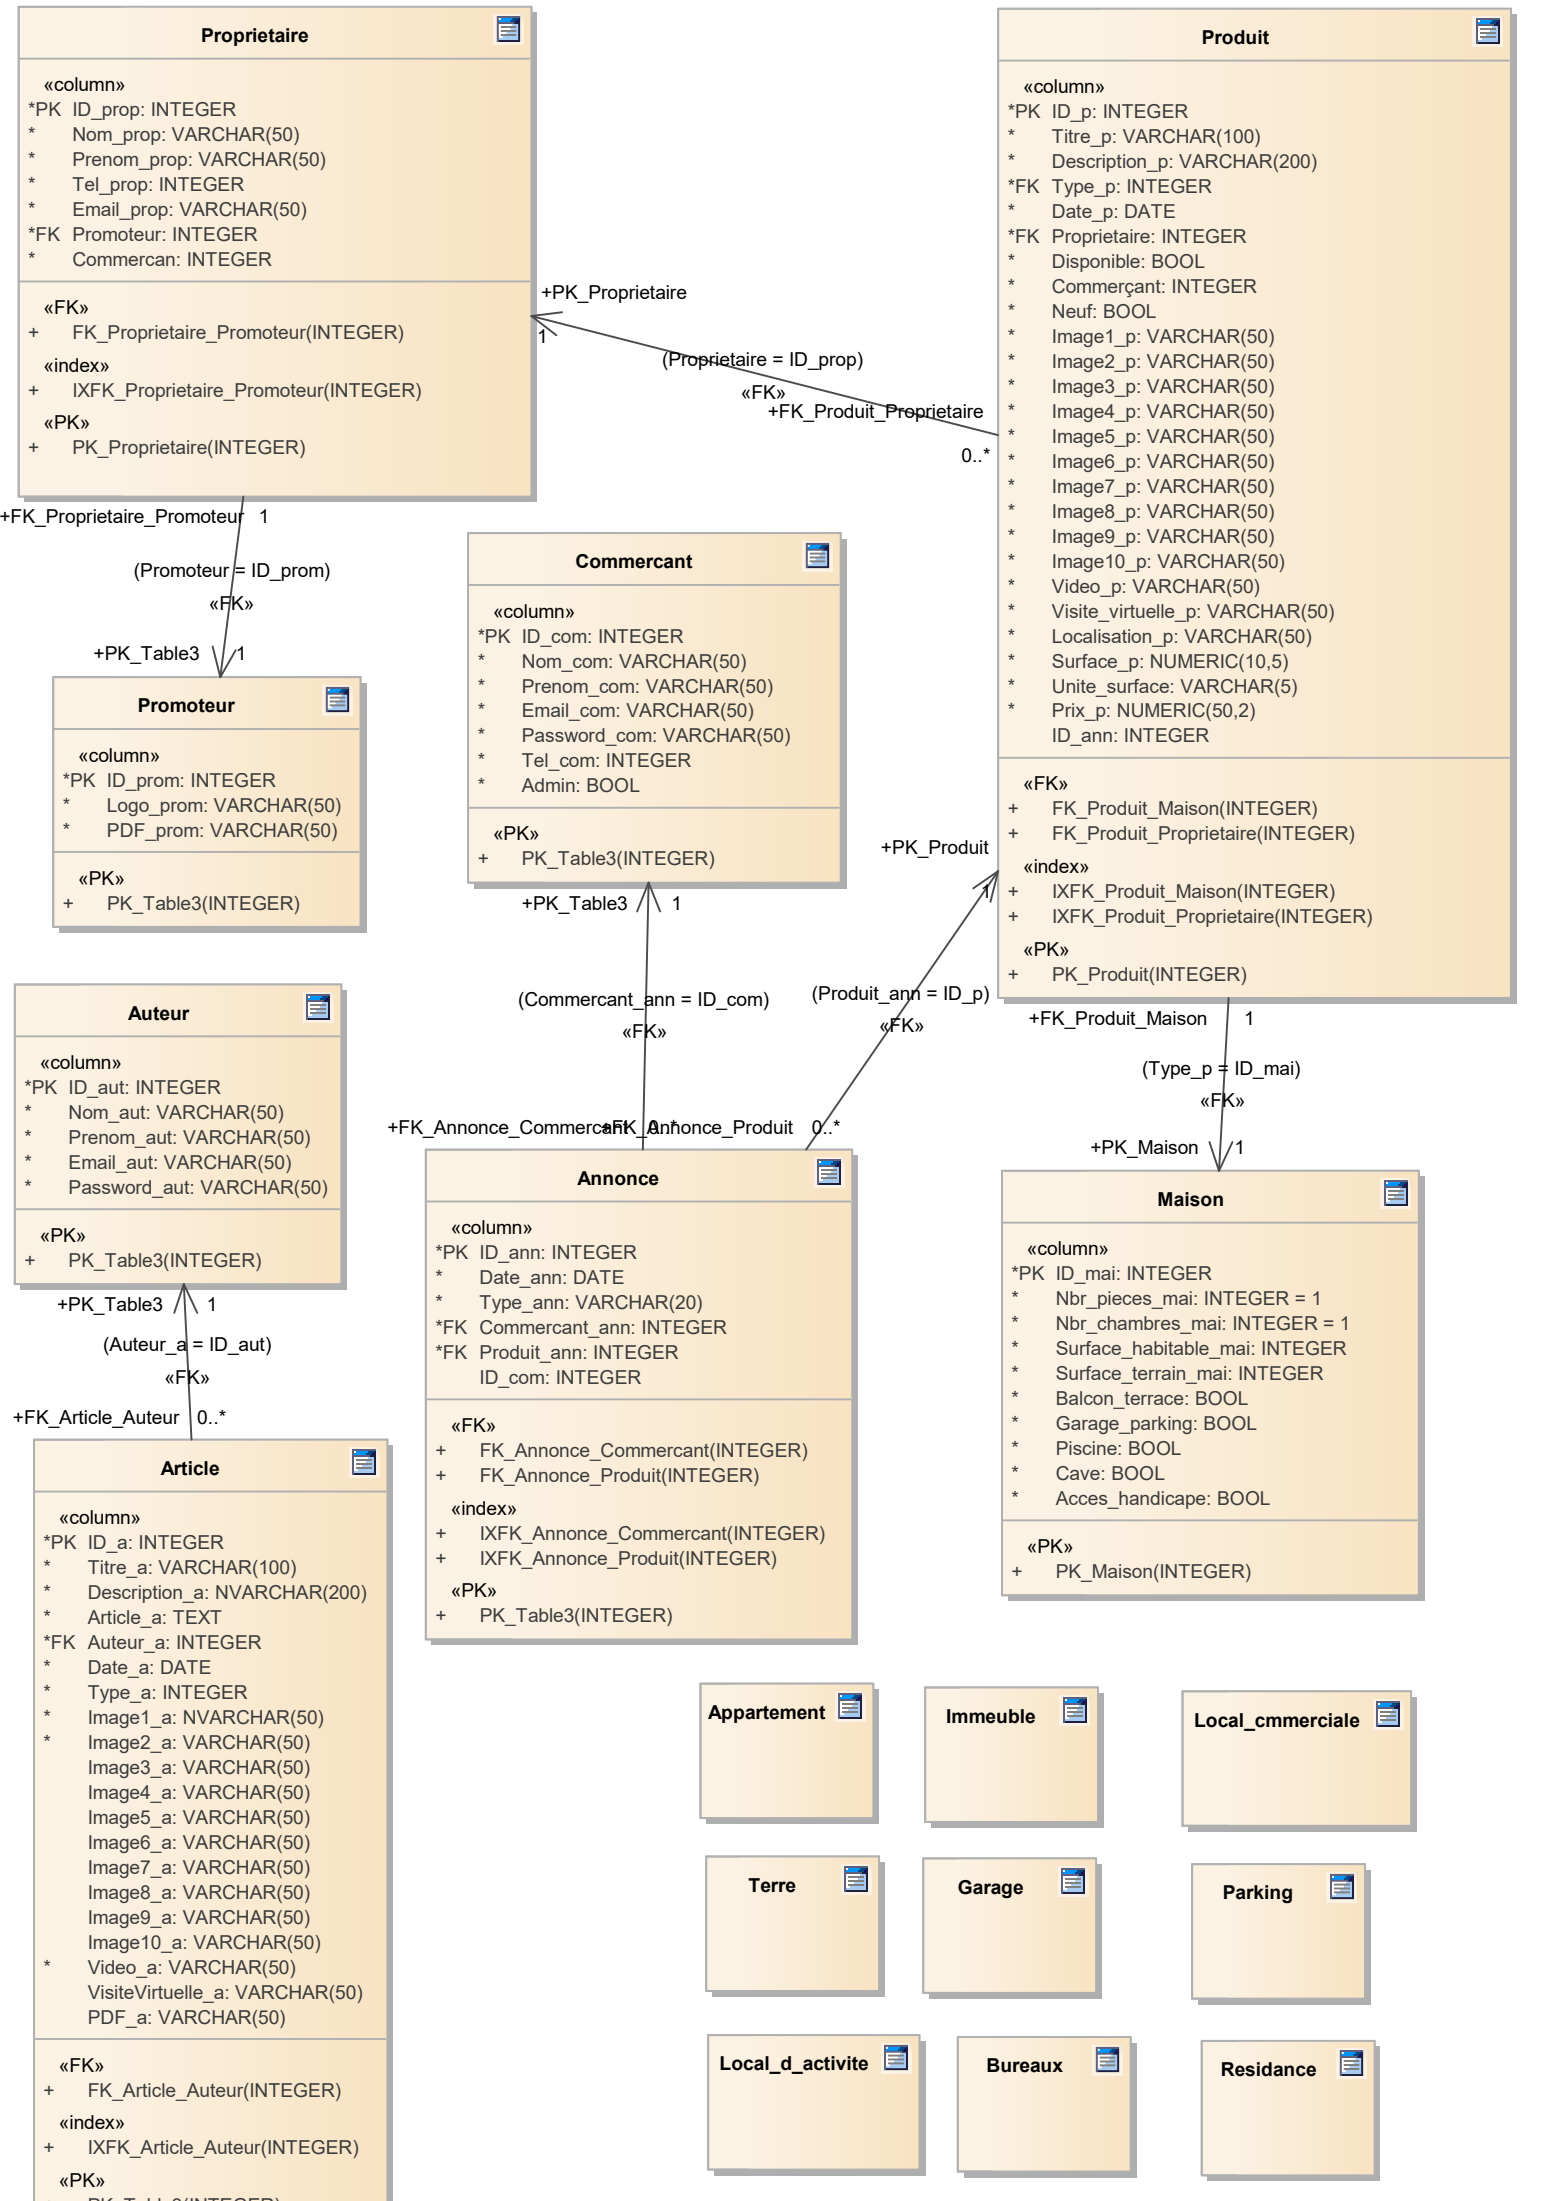 Proprietaire
«column»
*PK ID_prop: INTEGER
* Nom_prop: VARCHAR(50)
* Prenom_prop: VARCHAR(50)
* Tel_prop: INTEGER
* Email_prop: VARCHAR(50)
*FK Promoteur: INTEGER
* Commercan: INTEGER
«FK»
+ FK_Proprietaire_Promoteur(INTEGER)
«index»
+ IXFK_Proprietaire_Promoteur(INTEGER)
«PK»
+ PK_Proprietaire(INTEGER)
Produit
«column»
*PK ID_p: INTEGER
* Titre_p: VARCHAR(100)
* Description_p: VARCHAR(200)
*FK Type_p: INTEGER
* Date_p: DATE
*FK Proprietaire: INTEGER
* Disponible: BOOL
* Commerçant: INTEGER
* Neuf: BOOL
* Image1_p: VARCHAR(50)
* Image2_p: VARCHAR(50)
* Image3_p: VARCHAR(50)
* Image4_p: VARCHAR(50)
* Image5_p: VARCHAR(50)
* Image6_p: VARCHAR(50)
* Image7_p: VARCHAR(50)
* Image8_p: VARCHAR(50)
* Image9_p: VARCHAR(50)
* Image10_p: VARCHAR(50)
* Video_p: VARCHAR(50)
* Visite_virtuelle_p: VARCHAR(50)
* Localisation_p: VARCHAR(50)
* Surface_p: NUMERIC(10,5)
* Unite_surface: VARCHAR(5)
* Prix_p: NUMERIC(50,2)
ID_ann: INTEGER
«FK»
+ FK_Produit_Maison(INTEGER)
+ FK_Produit_Proprietaire(INTEGER)
«index»
+ IXFK_Produit_Maison(INTEGER)
+ IXFK_Produit_Proprietaire(INTEGER)
«PK»
+ PK_Produit(INTEGER)
+PK_Proprietaire
1
(Proprietaire = ID_prop)
«FK»
+FK_Produit_Proprietaire
0..*
+FK_Proprietaire_Promoteur 1
(Promoteur = ID_prom)
«FK»
+PK_Table3 1
Promoteur
«column»
*PK ID_prom: INTEGER
* Logo_prom: VARCHAR(50)
* PDF_prom: VARCHAR(50)
«PK»
+ PK_Table3(INTEGER)
Commercant
«column»
*PK ID_com: INTEGER
* Nom_com: VARCHAR(50)
* Prenom_com: VARCHAR(50)
* Email_com: VARCHAR(50)
* Password_com: VARCHAR(50)
* Tel_com: INTEGER
* Admin: BOOL
«PK»
+ PK_Table3(INTEGER)
+PK_Table3 1
(Commercant_ann = ID_com)
«FK»
+FK_Annonce_Commercant 0..*
+PK_Produit
1
(Produit_ann = ID_p)
«FK»
+FK_Annonce_Produit 0..*
+FK_Produit_Maison 1
(Type_p = ID_mai)
«FK»
+PK_Maison 1
Auteur
«column»
*PK ID_aut: INTEGER
* Nom_aut: VARCHAR(50)
* Prenom_aut: VARCHAR(50)
* Email_aut: VARCHAR(50)
* Password_aut: VARCHAR(50)
«PK»
+ PK_Table3(INTEGER)
+PK_Table3 1
(Auteur_a = ID_aut)
«FK»
+FK_Article_Auteur 0..*
Annonce
«column»
*PK ID_ann: INTEGER
* Date_ann: DATE
* Type_ann: VARCHAR(20)
*FK Commercant_ann: INTEGER
*FK Produit_ann: INTEGER
ID_com: INTEGER
«FK»
+ FK_Annonce_Commercant(INTEGER)
+ FK_Annonce_Produit(INTEGER)
«index»
+ IXFK_Annonce_Commercant(INTEGER)
+ IXFK_Annonce_Produit(INTEGER)
«PK»
+ PK_Table3(INTEGER)
Maison
«column»
*PK ID_mai: INTEGER
* Nbr_pieces_mai: INTEGER = 1
* Nbr_chambres_mai: INTEGER = 1
* Surface_habitable_mai: INTEGER
* Surface_terrain_mai: INTEGER
* Balcon_terrace: BOOL
* Garage_parking: BOOL
* Piscine: BOOL
* Cave: BOOL
* Acces_handicape: BOOL
«PK»
+ PK_Maison(INTEGER)
Article
«column»
*PK ID_a: INTEGER
* Titre_a: VARCHAR(100)
* Description_a: NVARCHAR(200)
* Article_a: TEXT
*FK Auteur_a: INTEGER
* Date_a: DATE
* Type_a: INTEGER
* Image1_a: NVARCHAR(50)
* Image2_a: VARCHAR(50)
Image3_a: VARCHAR(50)
Image4_a: VARCHAR(50)
Image5_a: VARCHAR(50)
Image6_a: VARCHAR(50)
Image7_a: VARCHAR(50)
Image8_a: VARCHAR(50)
Image9_a: VARCHAR(50)
Image10_a: VARCHAR(50)
* Video_a: VARCHAR(50)
VisiteVirtuelle_a: VARCHAR(50)
PDF_a: VARCHAR(50)
«FK»
+ FK_Article_Auteur(INTEGER)
«index»
+ IXFK_Article_Auteur(INTEGER)
«PK»
Appartement
Immeuble
Local_cmmerciale
Terre
Garage
Parking
Local_d_activite
Bureaux
Residance